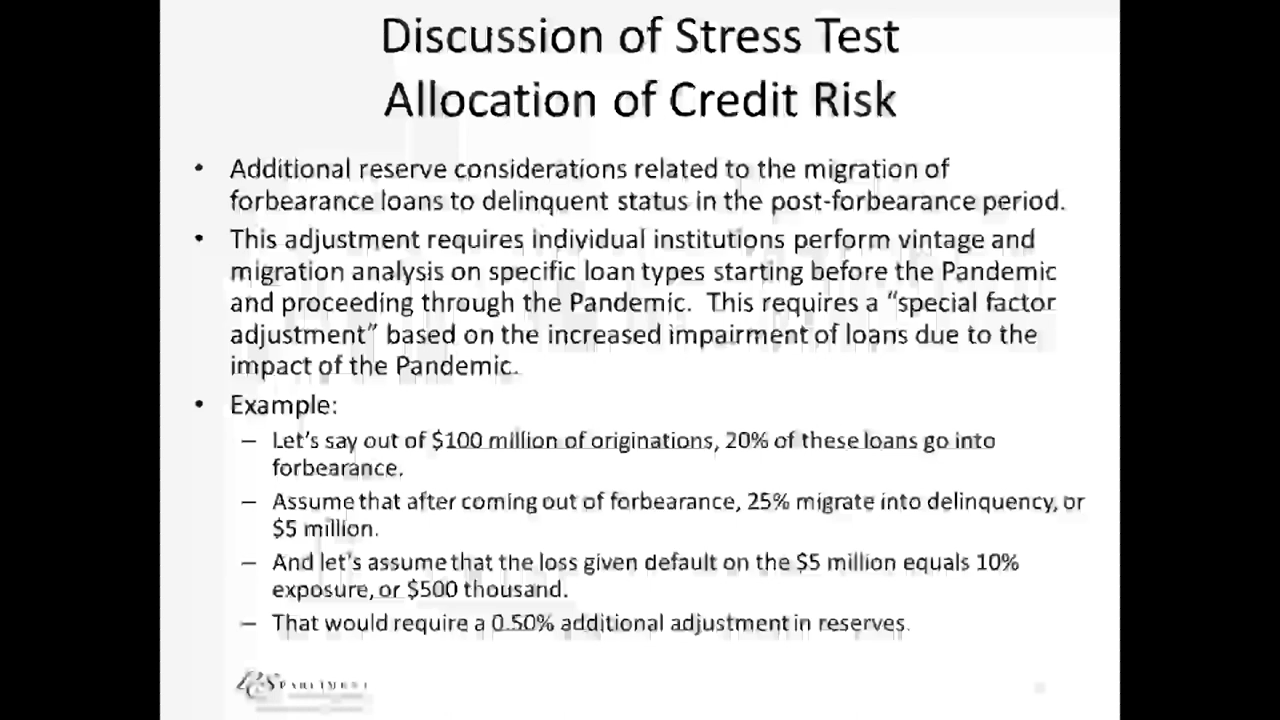 Discussion of Stress Test
Allocation of Credit Risk
• Additional reserve considerations related to the migration of
forbearance loans to delinquent status in the post-forbearance period.
• This adjustment requires individual institutions perform vintage and
migration analysis on specific loan types starting before the Pandemic
and proceeding through the Pandemic. This requires a “special factor
adjustment” based on the increased impairment of loans due to the
impact of the Pandemic.
• Example:
– Let’s say out of $100 million of originations, 20% of these loans go into
forbearance.
– Assume that after coming out of forbearance, 25% migrate into delinquency, or
$5 million.
– And let’s assume that the loss given default on the $5 million equals 10%
exposure, or $500 thousand.
– That would require a 0.50% additional adjustment in reserves.